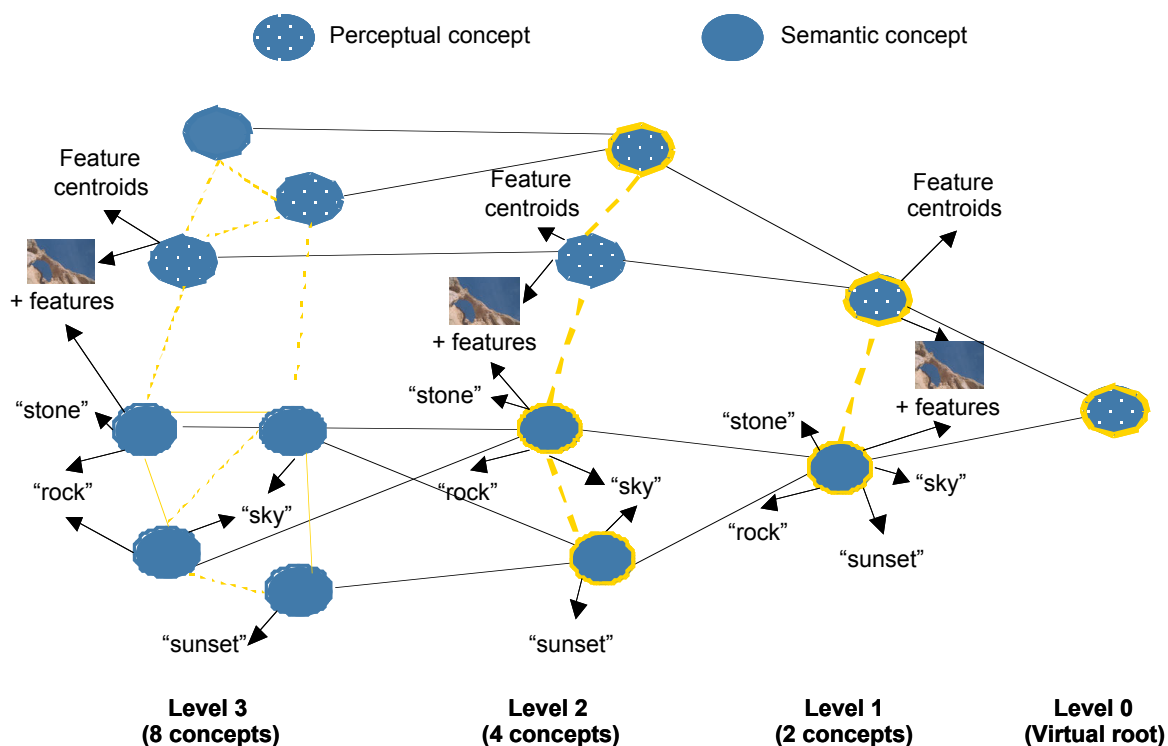 Perceptual concept
Semantic concept
Feature
centroids
+ features
“stone”
“rock”
“sky”
“sunset”
Feature
centroids
+ features
“stone”
“rock”
“sky”
“sunset”
Feature
centroids
+ features
“stone”
“sky”
“rock”
“sunset”
Level 3
(8 concepts)
Level 2
(4 concepts)
Level 1
(2 concepts)
Level 0
(Virtual root)